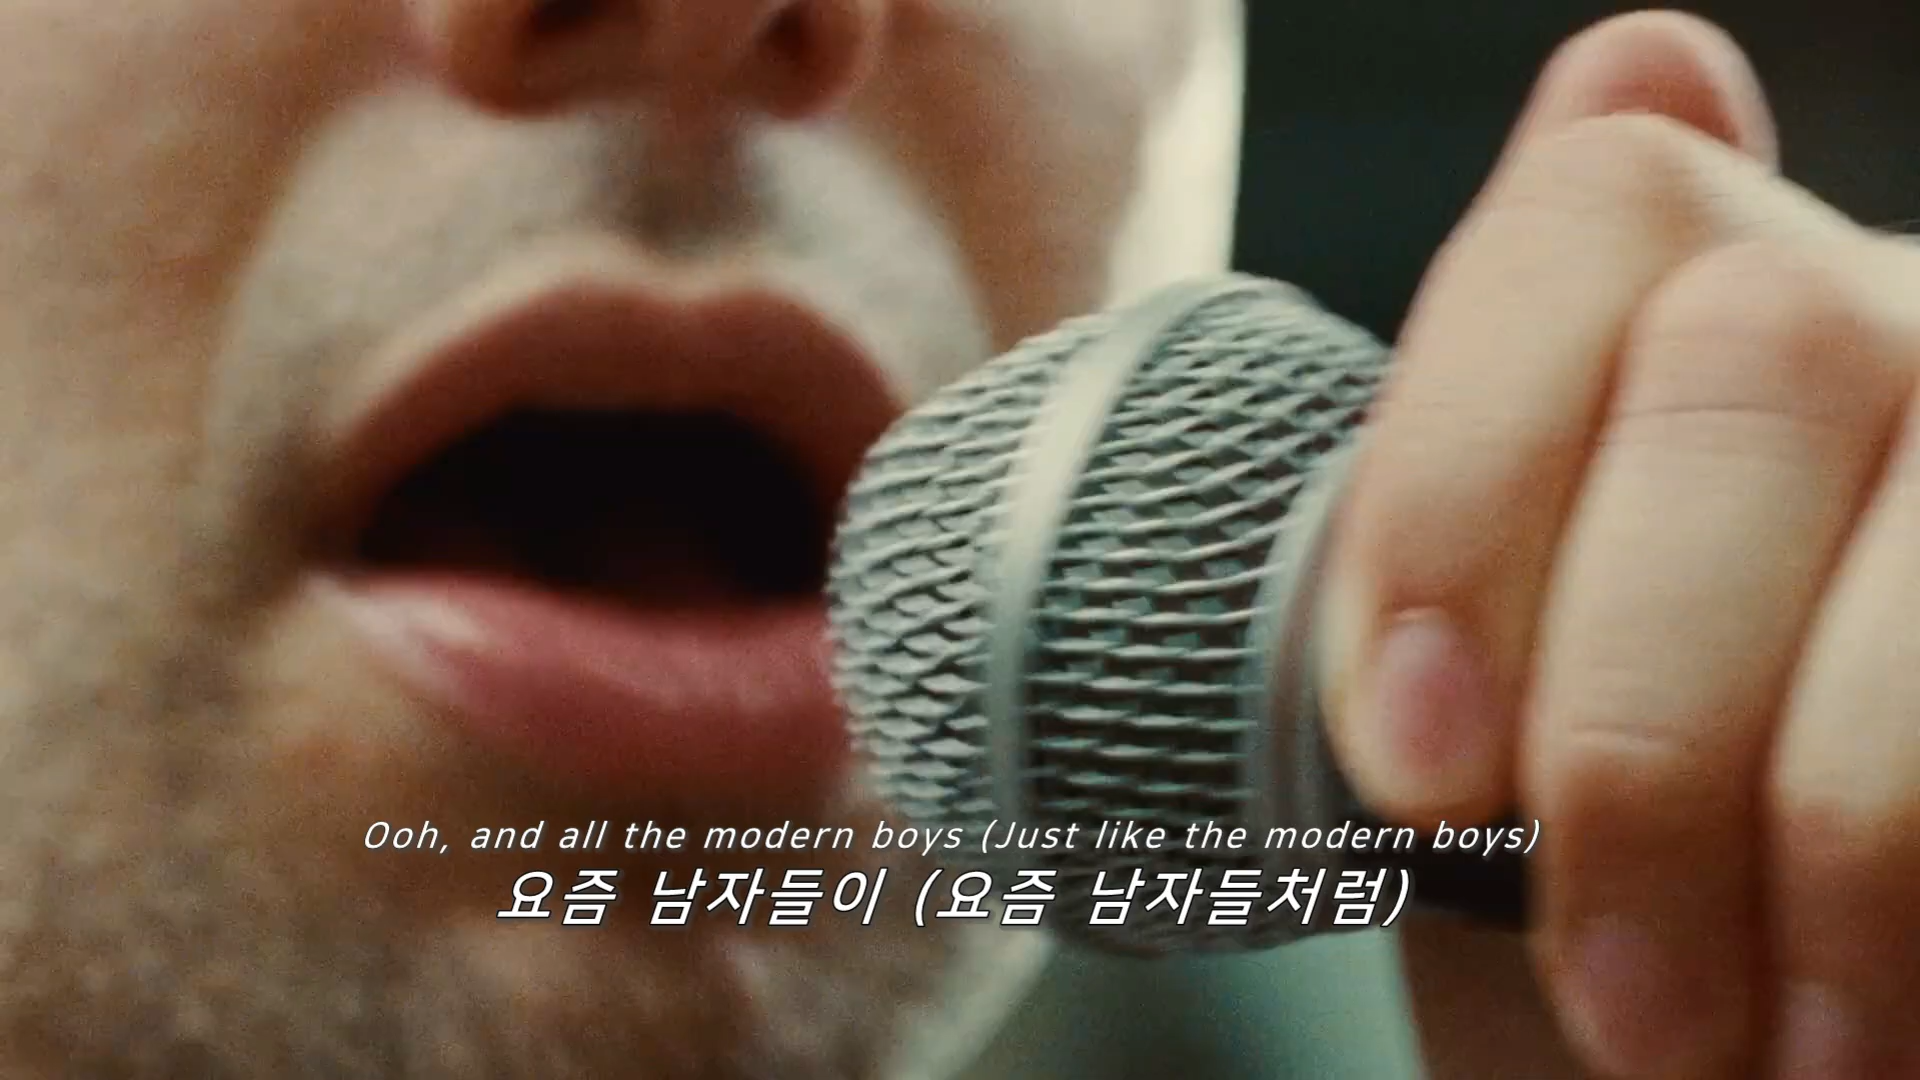 Ooh, and all the modern boys (Just like the modern boys)
요즘 남자들이 (요즘 남자들처럼)